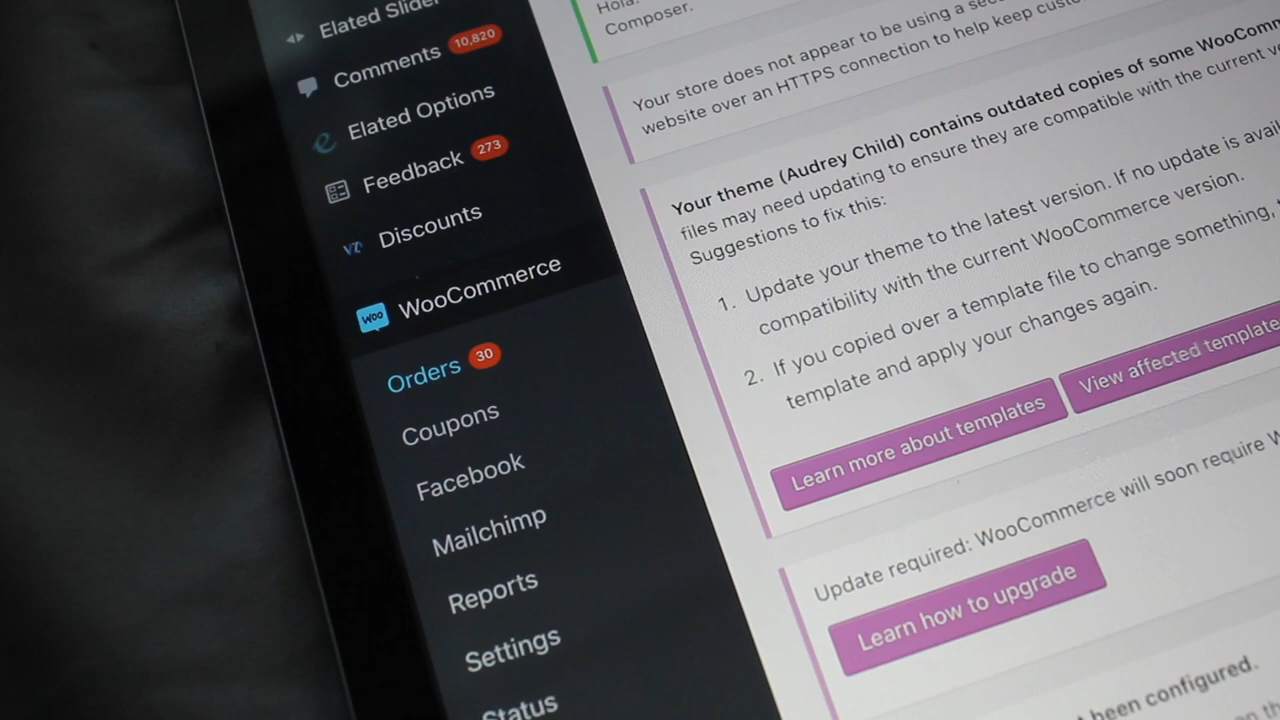 Elated Slider
Comments 10,820
Elated Options
Feedback 273
Discounts
WooCommerce
Orders 30
Coupons
Facebook
Mailchimp
Reports
Settings
Status
Hola!
Composer.
Your store does not appear to be using a
website over an HTTPS connection to help keep
Your theme (Audrey Child) contains outdated copies of some
files may need updating to ensure they are compatible with the current
Suggestions to fix this:
1. Update your theme to the latest version. If no update is
compatibility with the current WooCommerce version.
2. If you copied over a template file to change something,
template and apply your changes again.
Learn more about templates
View affected
Update required: WooCommerce will soon require
Learn how to upgrade
been configured.